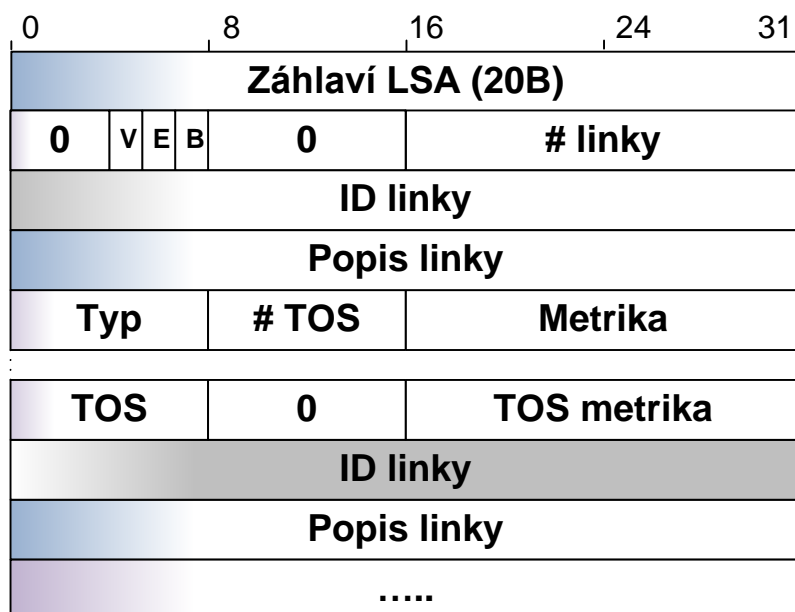 0 8 16 24 31
Záhlaví LSA (20B)
0 V E B 0 # linky
ID linky
Popis linky
Typ # TOS Metrika
TOS 0 TOS metrika
ID linky
Popis linky
.....